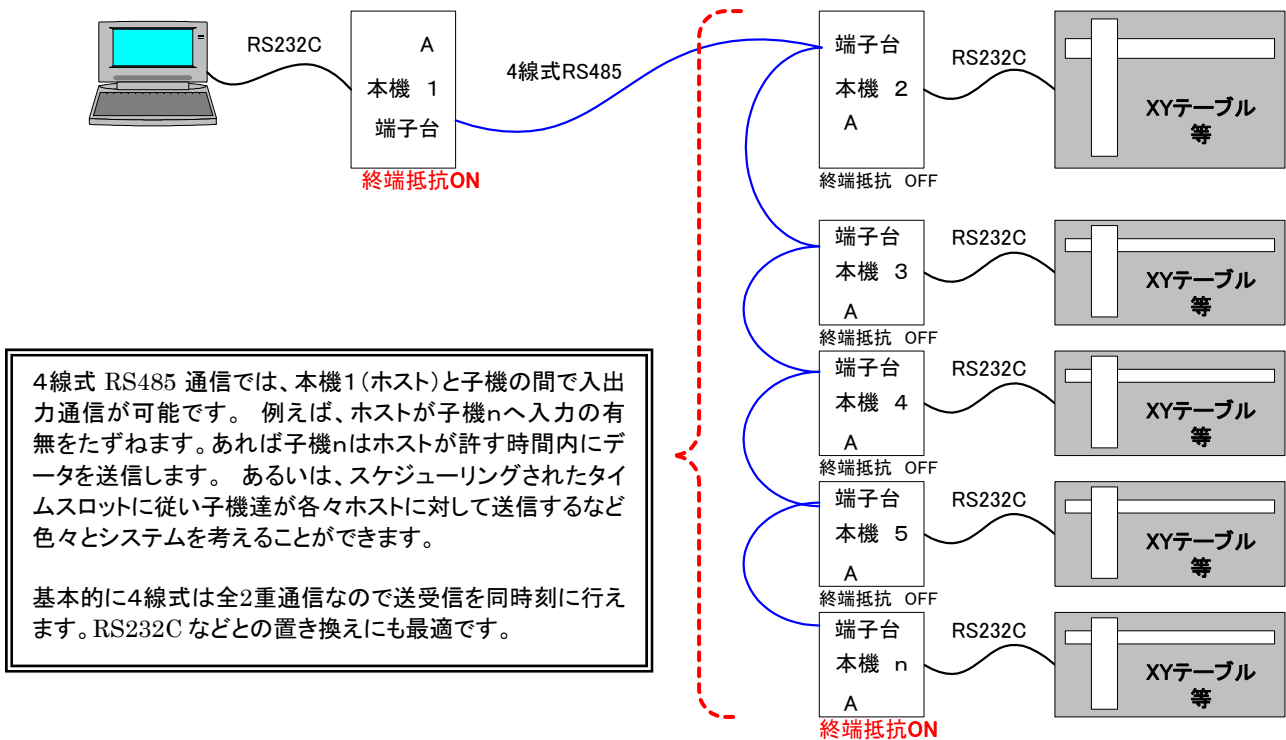 RS232C
A
本機 1
端子台
終端抵抗ON
4線式RS485
端子台
本機 2
A
終端抵抗 OFF
RS232C
XYテーブル
等
端子台
本機 3
A
終端抵抗 OFF
RS232C
XYテーブル
等
端子台
本機 4
A
終端抵抗 OFF
RS232C
XYテーブル
等
端子台
本機 5
A
終端抵抗 OFF
RS232C
XYテーブル
等
端子台
本機 n
A
終端抵抗ON
RS232C
XYテーブル
等
4線式 RS485 通信では、本機1(ホスト)と子機の間で入出
力通信が可能です。 例えば、ホストが子機nへ入力の有
無をたずねます。あれば子機nはホストが許す時間内にデ
ータを送信します。 あるいは、スケジューリングされたタイ
ムスロットに従い子機達が各々ホストに対して送信するなど
色々とシステムを考えることができます。
基本的に4線式は全2重通信なので送受信を同時刻に行え
ます。RS232C などとの置き換えにも最適です。